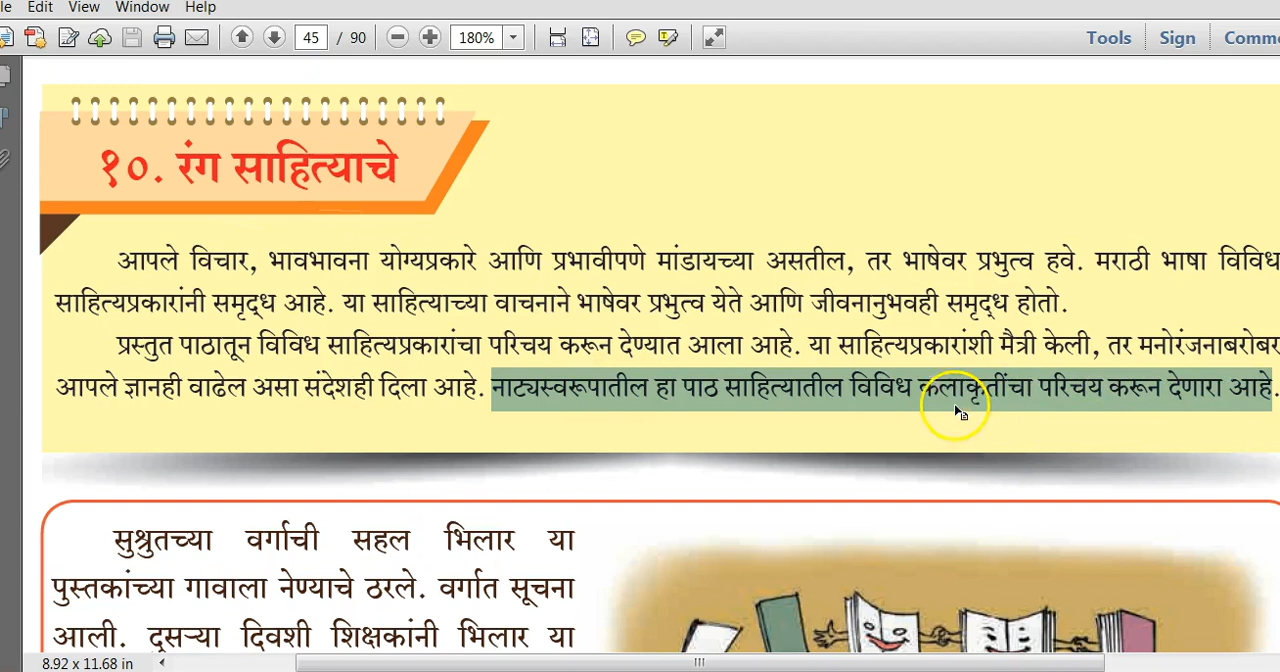 le Edit View Window Help
45 / 90 180% Tools Sign Comme
१०. रंग साहित्याचे
आपले विचार, भावभावना योग्यप्रकारे आणि प्रभावीपणे मांडायच्या असतील, तर भाषेवर प्रभुत्व हवे. मराठी भाषा विविध
साहित्यप्रकारांनी समृद्ध आहे. या साहित्याच्या वाचनाने भाषेवर प्रभुत्व येते आणि जीवनानुभवही समृद्ध होतो.
प्रस्तुत पाठातून विविध साहित्यप्रकारांचा परिचय करून देण्यात आला आहे. या साहित्यप्रकारांशी मैत्री केली, तर मनोरंजनाबरोबर
आपले ज्ञानही वाढेल असा संदेशही दिला आहे. नाट्यस्वरूपातील हा पाठ साहित्यातील विविध कलाकृतींचा परिचय करून देणारा आहे.
सुश्रुतच्या वर्गाची सहल भिलार या
पुस्तकांच्या गावाला नेण्याचे ठरले. वर्गात सूचना
आली. दुसऱ्या दिवशी शिक्षकांनी भिलार या
8.92 x 11.68 in